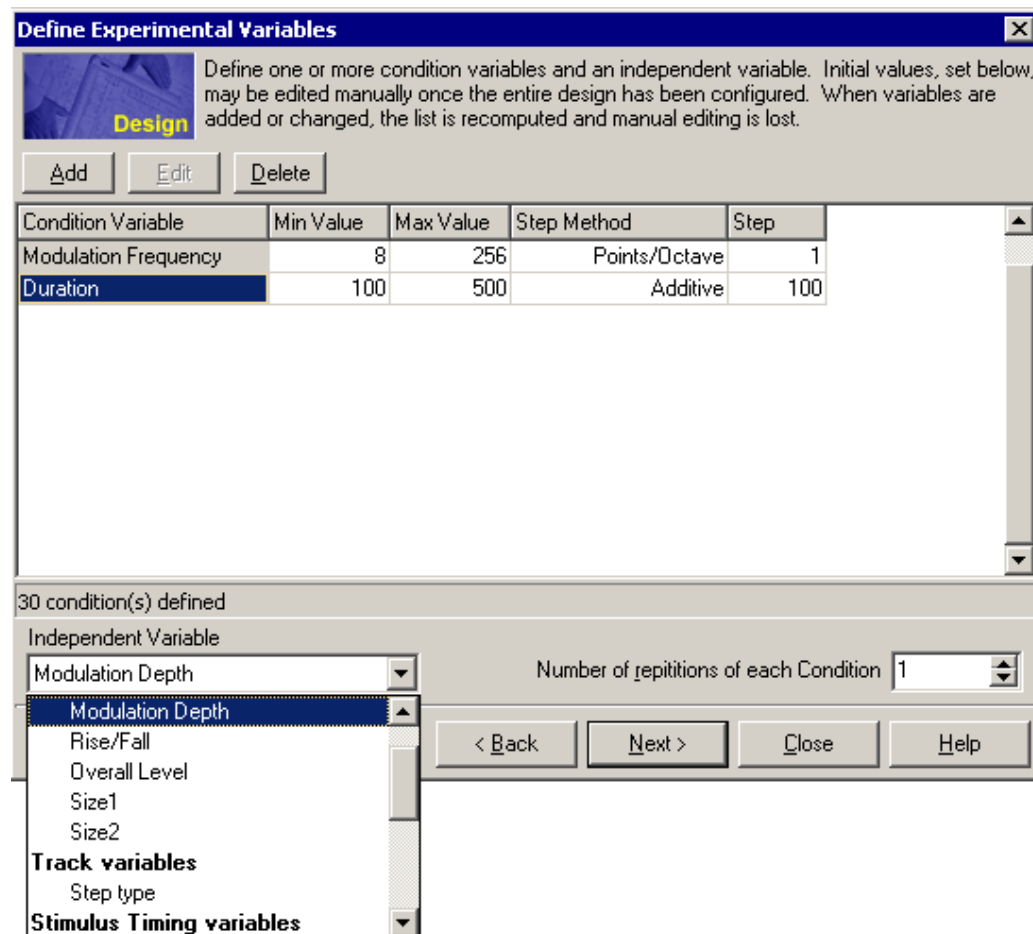 Define Experimental Variables
Define one or more condition variables and an independent variable. Initial values, set below,
may be edited manually once the entire design has been configured. When variables are
added or changed, the list is recomputed and manual editing is lost.
Design
Add Edit Delete
Condition Variable Min Value Max Value Step Method Step
Modulation Frequency 8 256 Points/Octave 1
Duration 100 500 Additive 100
30 condition(s) defined
Independent Variable
Modulation Depth
Number of repititions of each Condition 1
Modulation Depth
Rise/Fall
Overall Level
Size1
Size2
Track variables
Step type
Stimulus Timing variables
< Back Next > Close Help